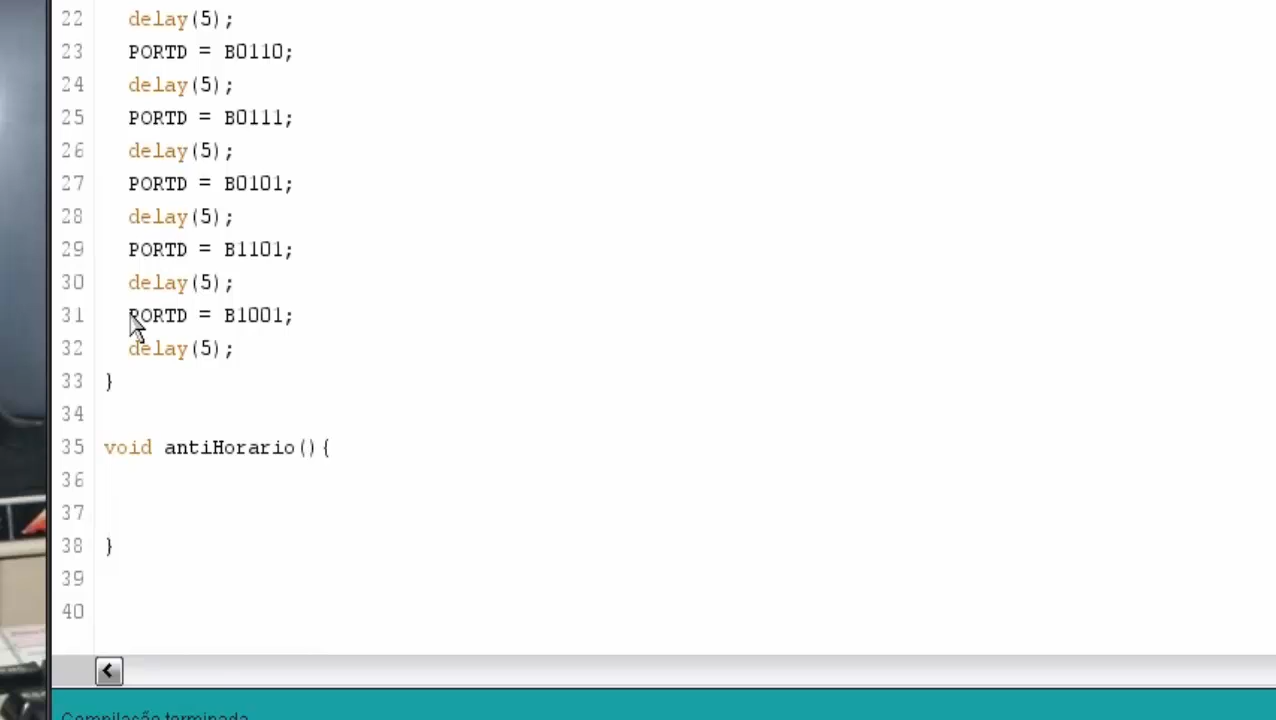 22 delay(5);
23 PORTD = B0110;
24 delay(5);
25 PORTD = B0111;
26 delay(5);
27 PORTD = B0101;
28 delay(5);
29 PORTD = B1101;
30 delay(5);
31 PORTD = B1001;
32 delay(5);
33 }
34
35 void antiHorario(){
36
37
38 }
39
40
Compilação terminada